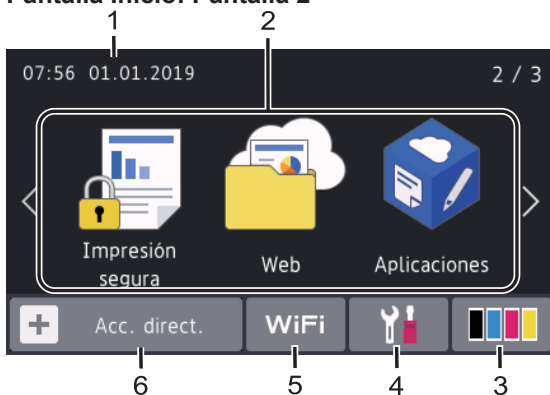 Pantalla Inicio: Pantalla 2
1 2
07:56 01.01.2019 2 / 3
Impresión
segura
Web
Aplicaciones
Acc. direct. WiFi
6 5 4 3